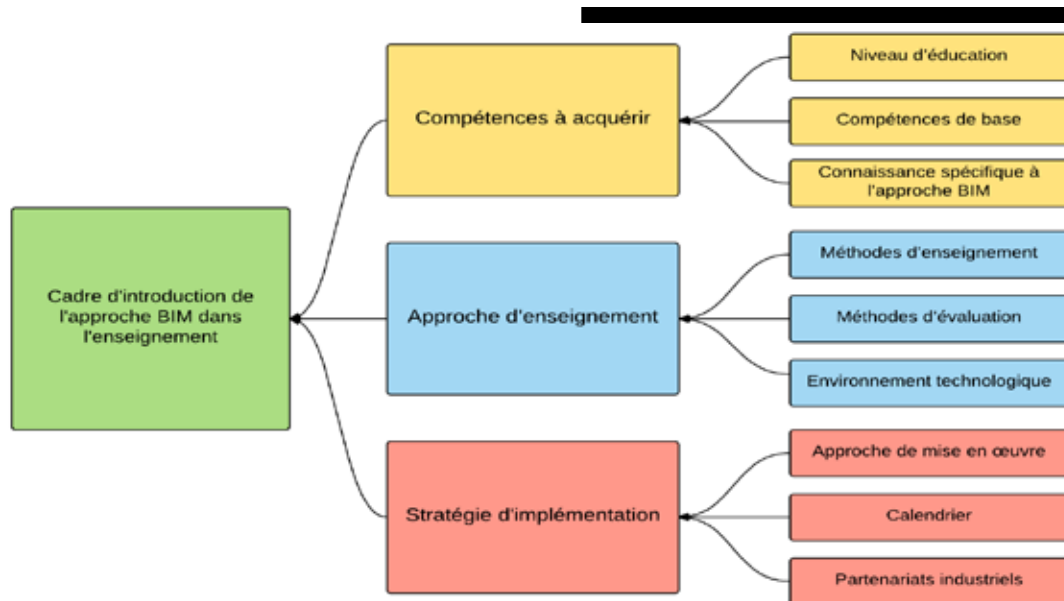 Niveau d'éducation
Compétences à acquérir
Compétences de base
Connaissance spécifique à
l'approche BIM
Cadre d'introduction de
l'approche BIM dans
l'enseignement
Méthodes d'enseignement
Approche d'enseignement
Méthodes d'évaluation
Environnement technologique
Approche de mise en œuvre
Stratégie d'implémentation
Calendrier
Partenariats industriels